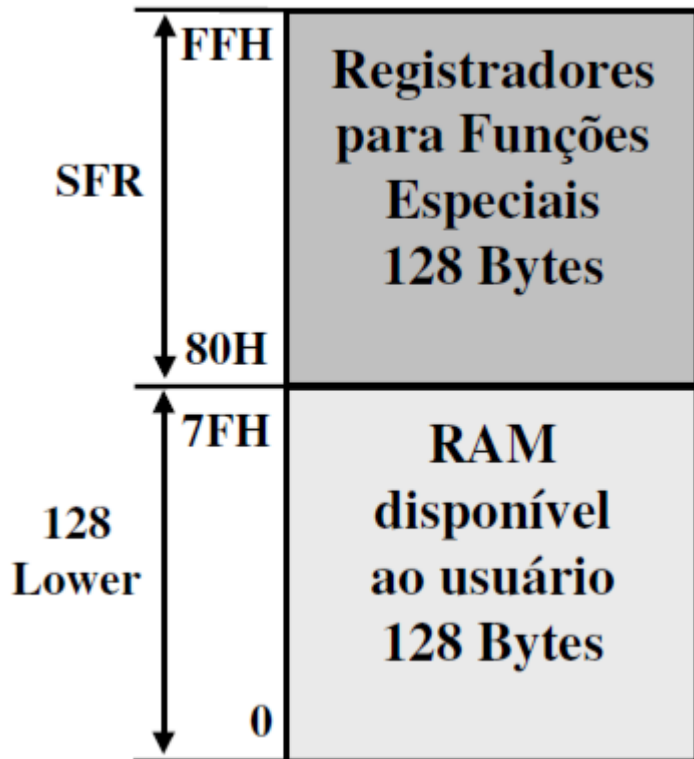 FFH
Registradores
para Funções
Especiais
128 Bytes
SFR
80H
7FH
RAM
disponível
ao usuário
128 Bytes
128
Lower
0